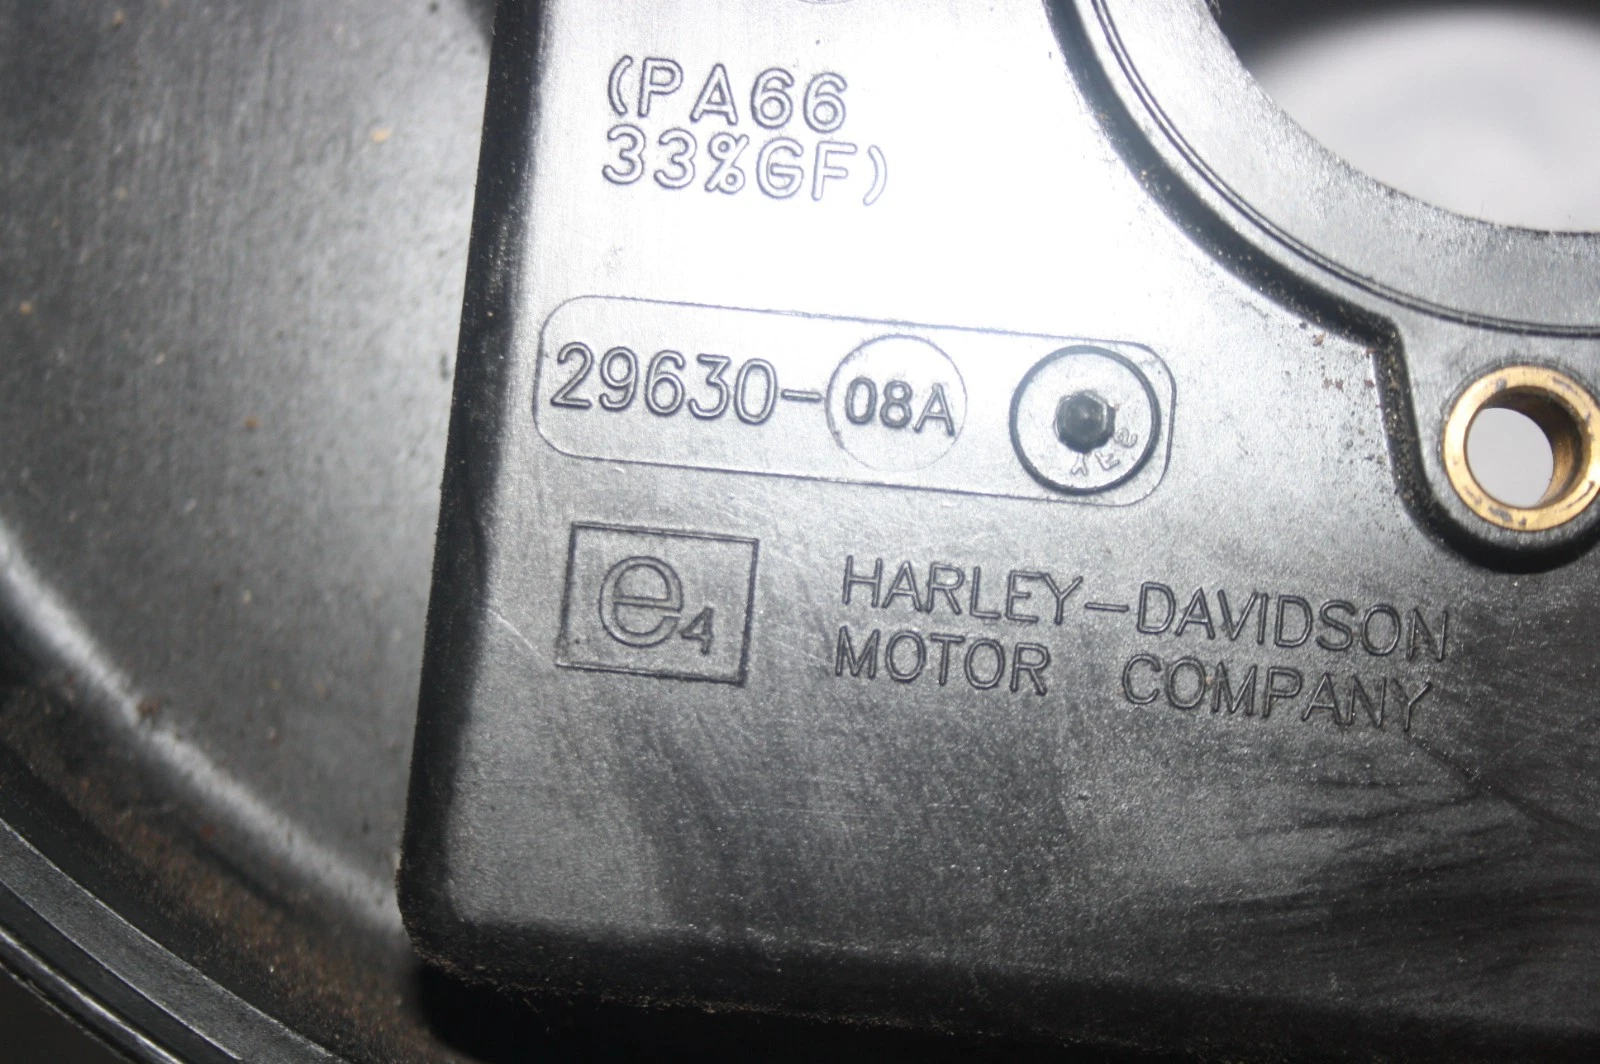 (PA66
33%GF)
29630-08A
e4
HARLEY-DAVIDSON
MOTOR COMPANY